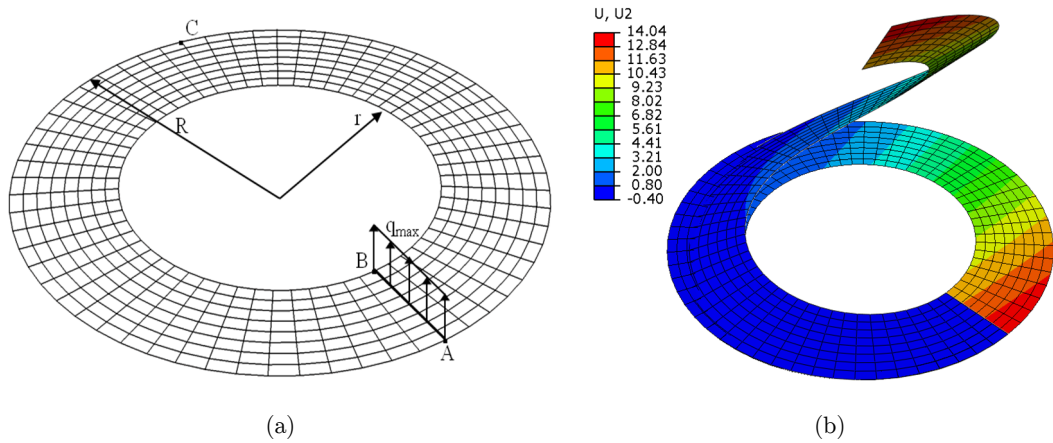 C
R
r
q_max
B
A
(a)
U, U2
14.04
12.84
11.63
10.43
9.23
8.02
6.82
5.61
4.41
3.21
2.00
0.80
-0.40
(b)